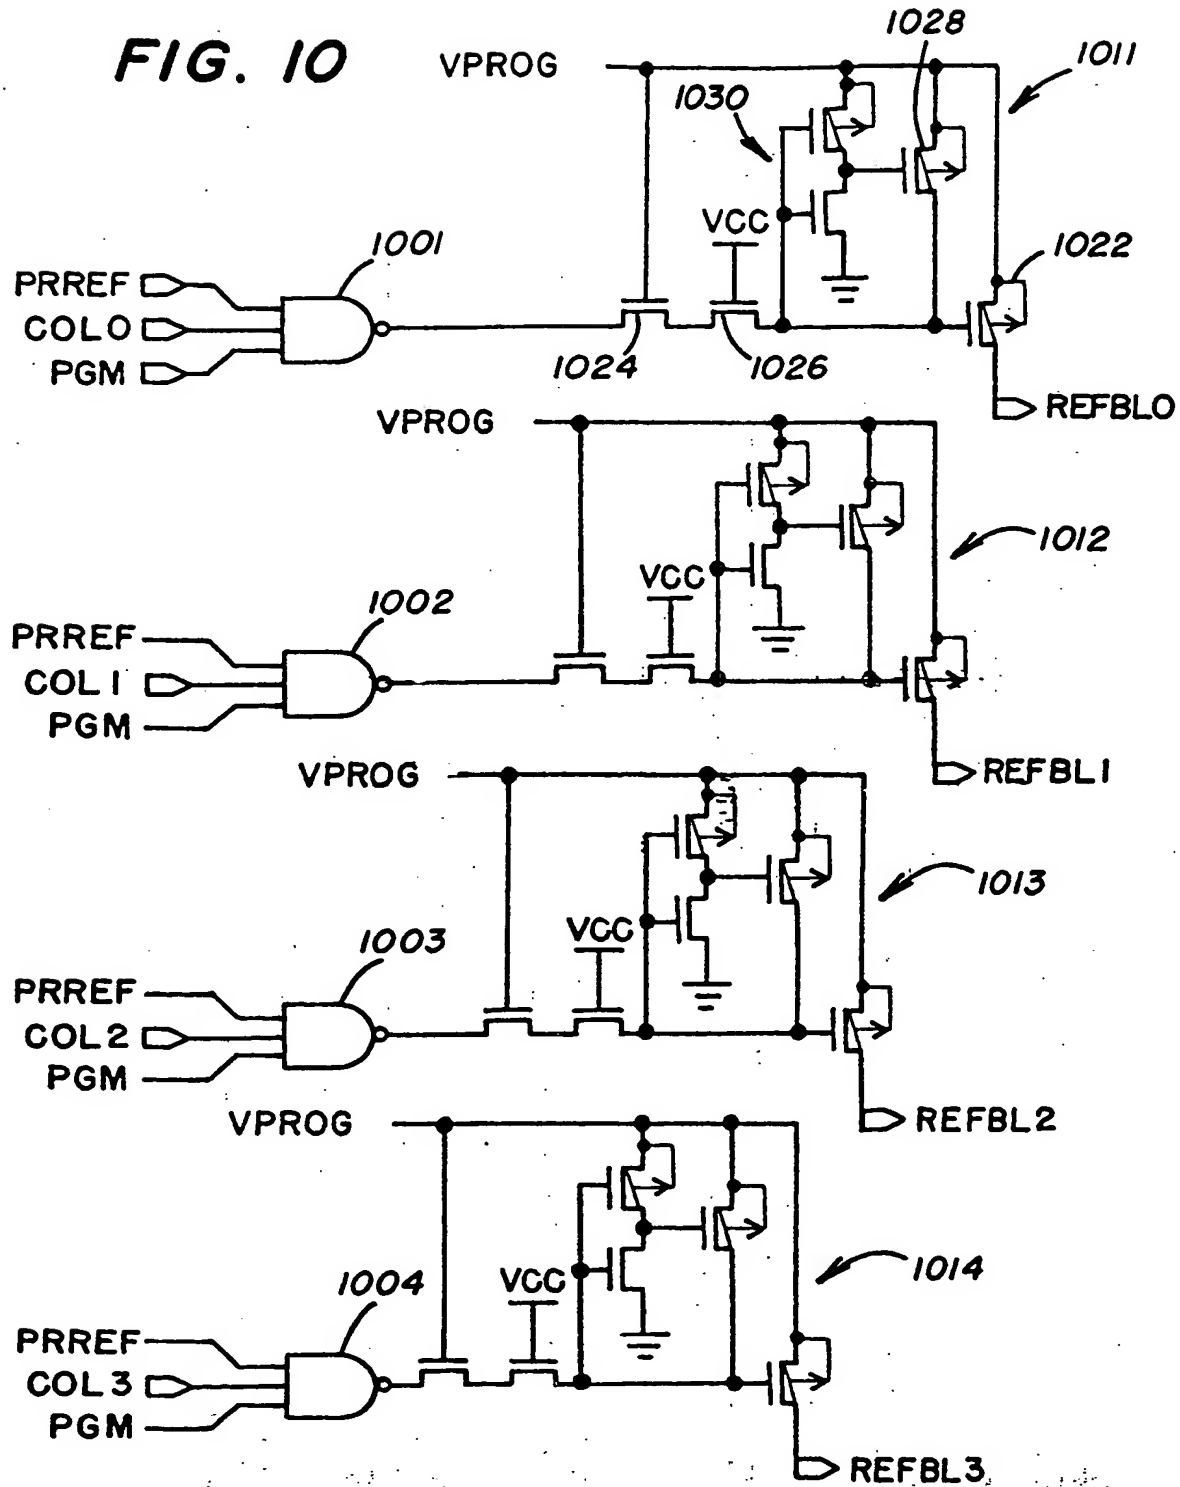 FIG. 10
VPROG
1028
1011
1030
VCC
1001
1022
PRREF
COL0
PGM
1024
1026
REFBL0
VPROG
1012
VCC
1002
PRREF
COL1
PGM
REFBL1
VPROG
1013
VCC
1003
PRREF
COL2
PGM
REFBL2
VPROG
1014
VCC
1004
PRREF
COL3
PGM
REFBL3